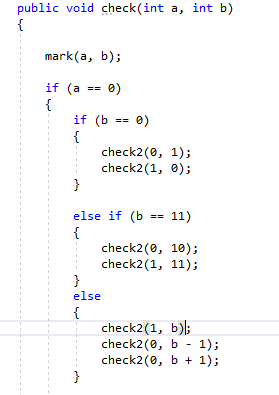 public void check(int a, int b)
{
mark(a, b);
if (a == 0)
{
if (b == 0)
{
check2(0, 1);
check2(1, 0);
}
else if (b == 11)
{
check2(0, 10);
check2(1, 11);
}
else
{
check2(1, b);
check2(0, b - 1);
check2(0, b + 1);
}